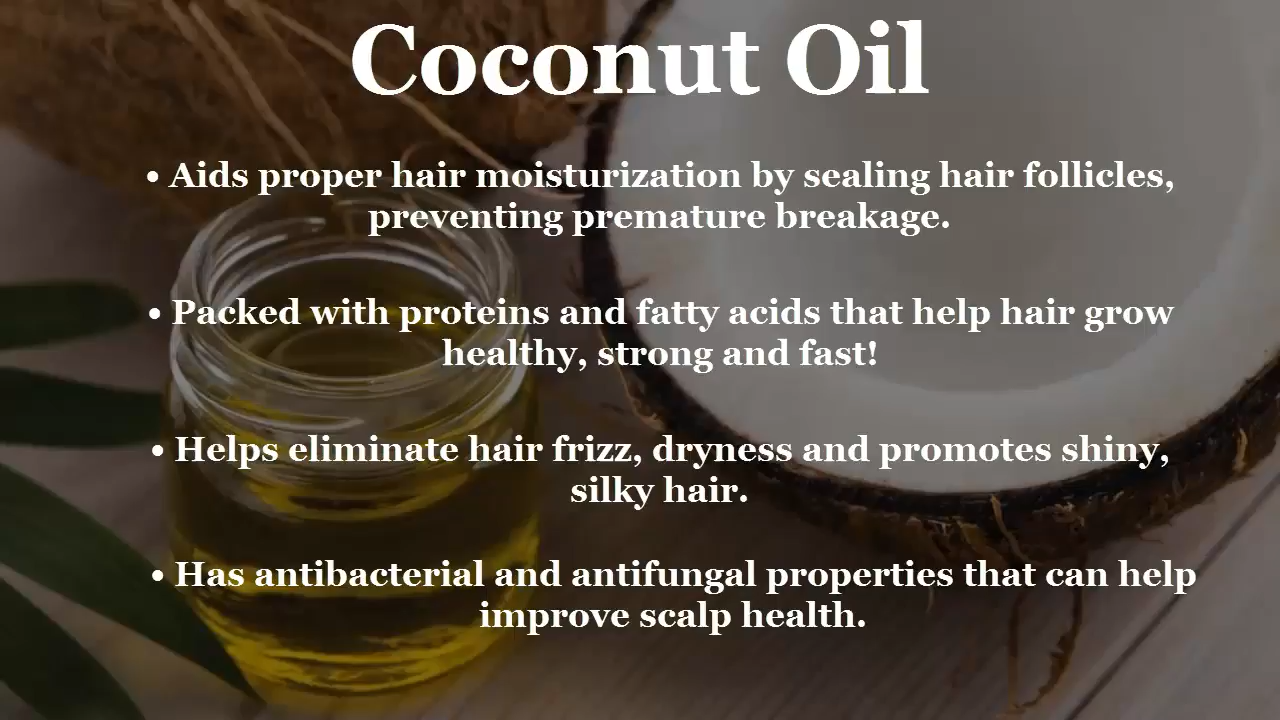 Coconut Oil
• Aids proper hair moisturization by sealing hair follicles,
preventing premature breakage.
• Packed with proteins and fatty acids that help hair grow
healthy, strong and fast!
• Helps eliminate hair frizz, dryness and promotes shiny,
silky hair.
• Has antibacterial and antifungal properties that can help
improve scalp health.